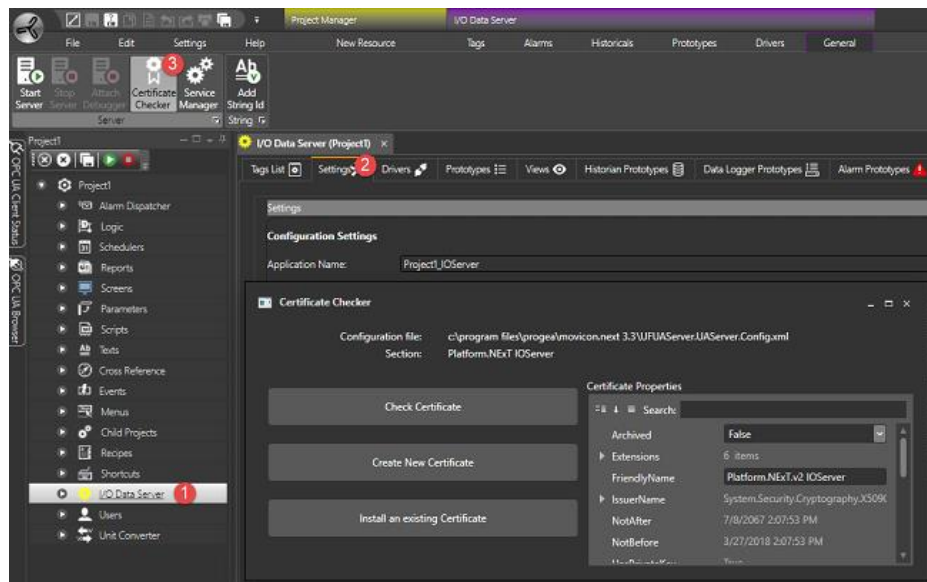 Project Manager
I/O Data Server
File Edit Settings Help New Resource Tags Alarms Historicals Prototypes Drivers General
Start Server
Stop Server
Attach Debugger
Certificate Checker
3
Service Manager
Ab
Add String Id
Server
String
OPC UA Client Status
OPC UA Browser
Project1
Project1
Alarm Dispatcher
Logic
Schedulers
Reports
Screens
Parameters
Scripts
Texts
Cross Reference
Events
Menus
Child Projects
Recipes
Shortcuts
I/O Data Server 1
Users
Unit Converter
I/O Data Server (Project1) ×
Tags List Settings 2 Drivers Prototypes Views Historian Prototypes Data Logger Prototypes Alarm Prototypes
Settings
Configuration Settings
Application Name: Project1_IOServer
Certificate Checker
Configuration file: c:\program files\progea\movicon.next 3.3\UFUAServer.UAServer.Config.xml
Section: Platform.NExT IOServer
Check Certificate
Create New Certificate
Install an existing Certificate
Certificate Properties
Search:
Archived False
Extensions 6 items
FriendlyName Platform.NExT.v2 IOServer
IssuerName System.Security.Cryptography.X509
NotAfter 7/8/2067 2:07:53 PM
NotBefore 3/27/2018 2:07:53 PM